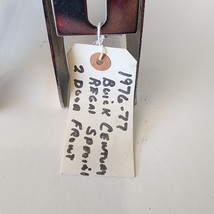 1976-77
Buick Century
Regal Special
2 Door Front